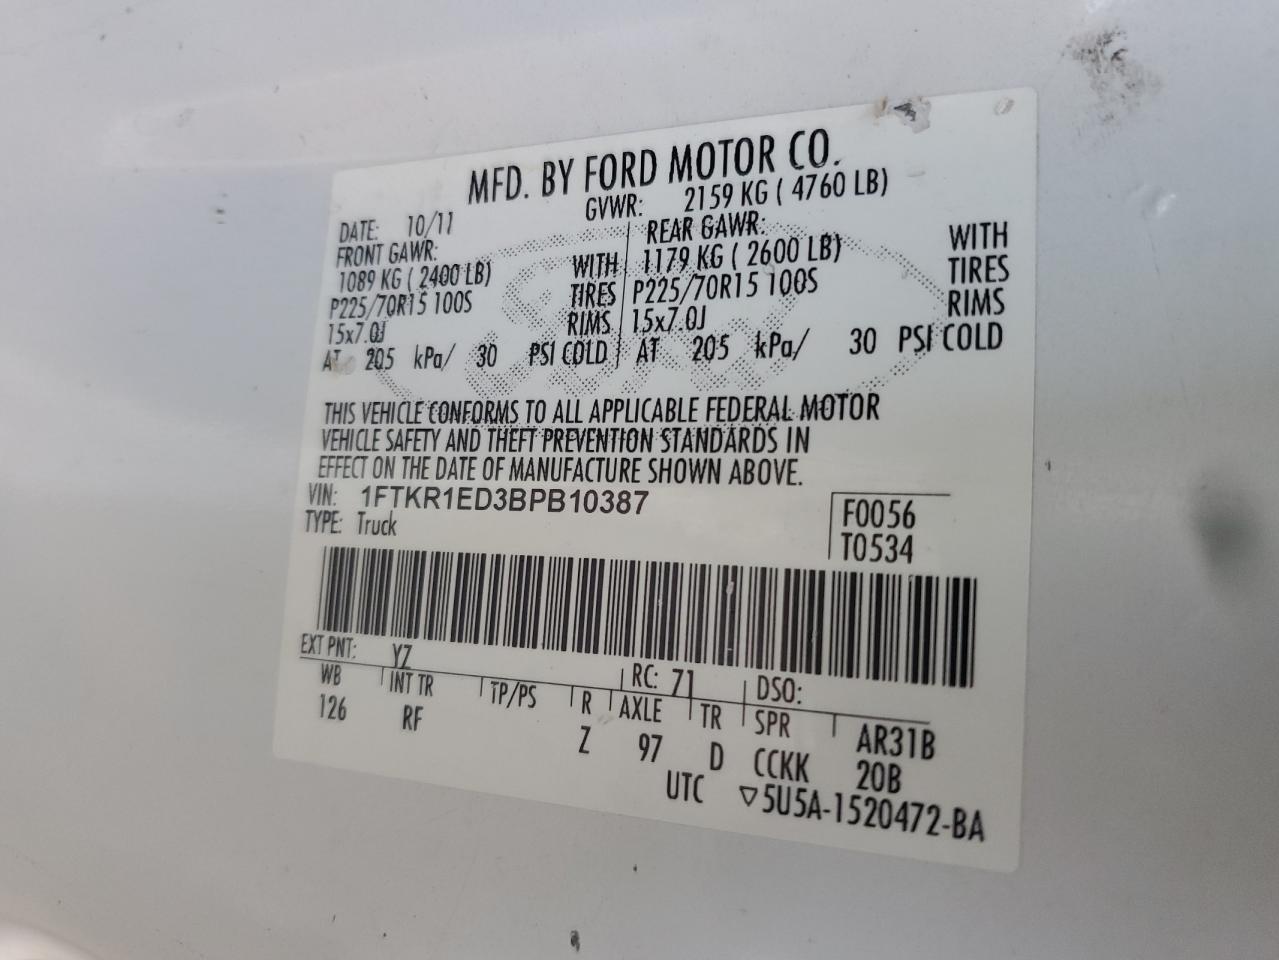 MFD. BY FORD MOTOR CO.
DATE: 10/11 GVWR: 2159 KG ( 4760 LB)
FRONT GAWR: REAR GAWR:
1089 KG ( 2400 LB) WITH 1179 KG ( 2600 LB) WITH
P225/70R15 100S TIRES P225/70R15 100S TIRES
15x7.0J RIMS 15x7.0J RIMS
AT 205 kPa/ 30 PSI COLD AT 205 kPa/ 30 PSI COLD
THIS VEHICLE CONFORMS TO ALL APPLICABLE FEDERAL MOTOR
VEHICLE SAFETY AND THEFT PREVENTION STANDARDS IN
EFFECT ON THE DATE OF MANUFACTURE SHOWN ABOVE.
VIN: 1FTKR1ED3BPB10387 F0056
TYPE: Truck T0534
EXT PNT: YZ RC: 71 DSO:
WB INT TR TP/PS R AXLE TR SPR AR31B
126 RF Z 97 D CCKK 20B
UTC ▽5U5A-1520472-BA